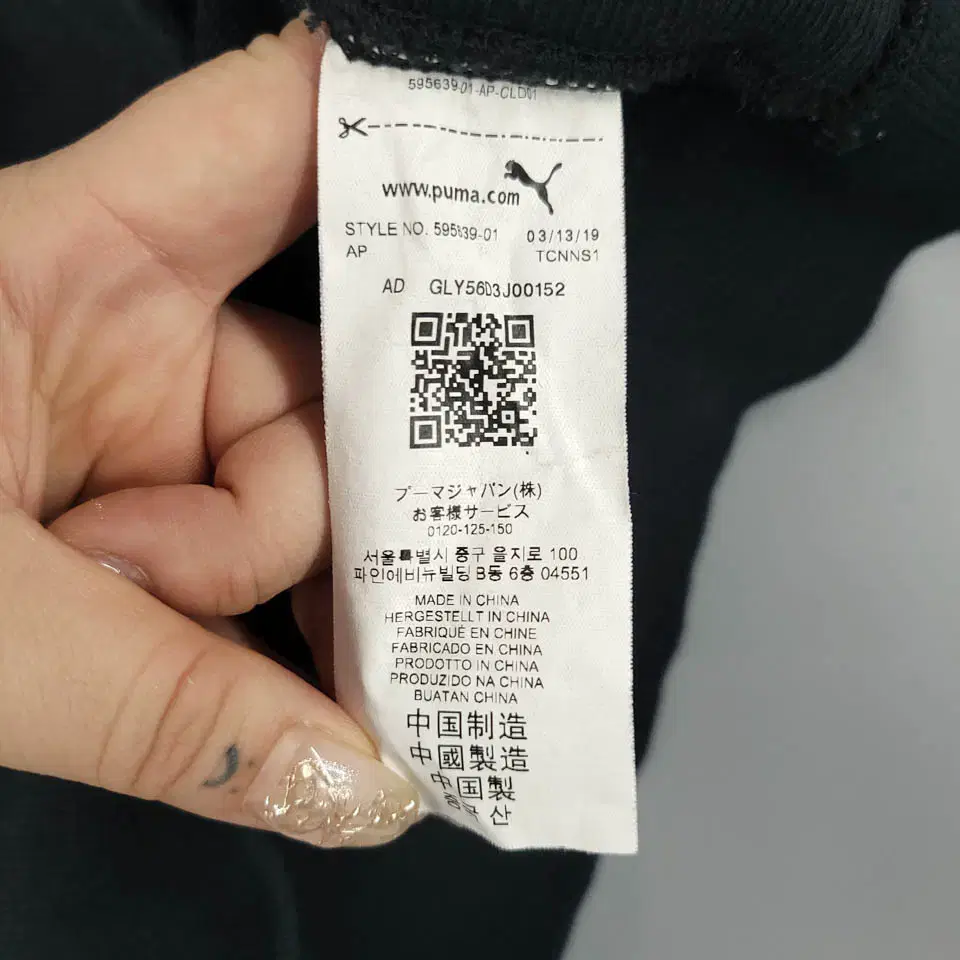 595639-01-AP-CLD01
www.puma.com
STYLE NO. 595639-01 03/13/19
AP TCNNS1
AD GLY56D3J00152
プーマジャパン(株)
お客様サービス
0120-125-150
서울특별시 중구 을지로 100
파인에비뉴빌딩 B동 6층 04551
MADE IN CHINA
HERGESTELLT IN CHINA
FABRIQUÉ EN CHINE
FABRICADO EN CHINA
PRODOTTO IN CHINA
PRODUZIDO NA CHINA
BUATAN CHINA
中国制造
中國製造
中国製
산